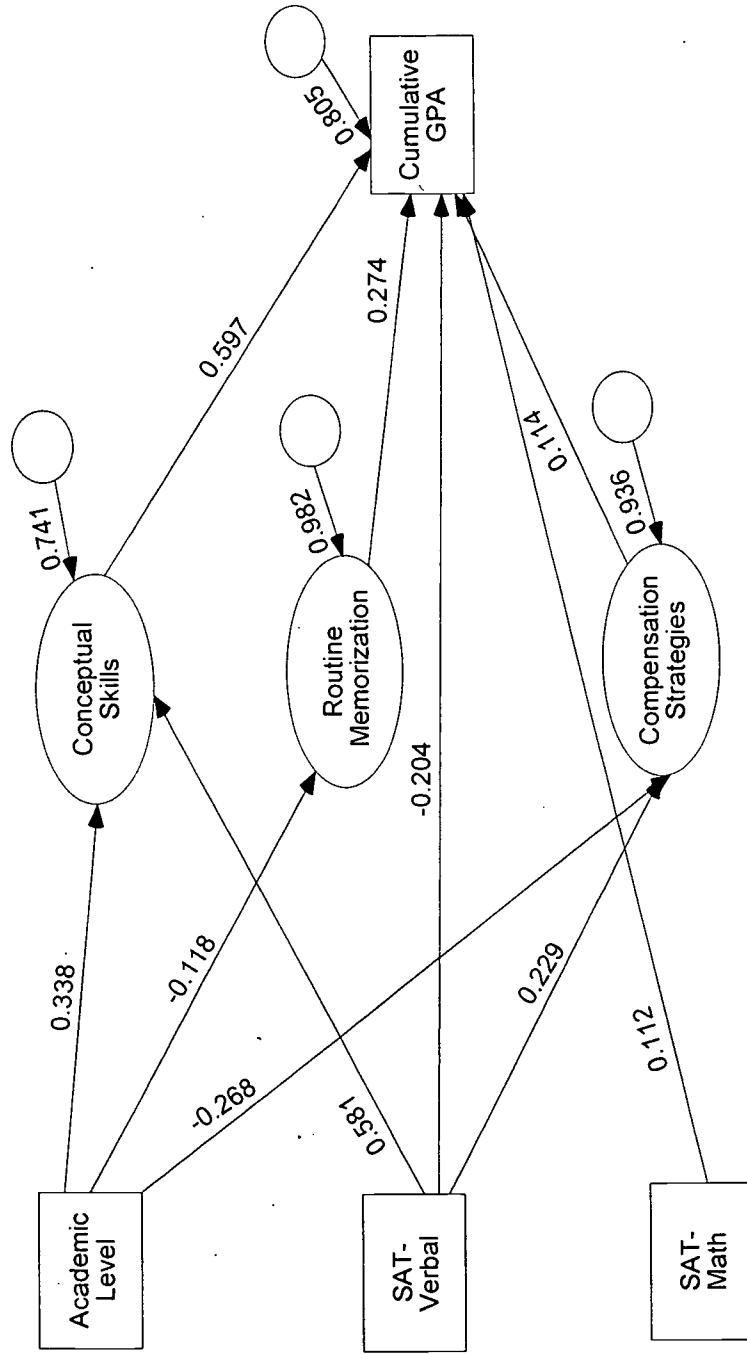 Academic
Level
SAT-
Verbal
SAT-
Math
0.338
-0.118
-0.268
0.581
-0.204
0.229
0.112
Conceptual
Skills
0.741
Routine
Memorization
0.982
Compensation
Strategies
0.936
0.597
0.274
0.114
0.805
Cumulative
GPA